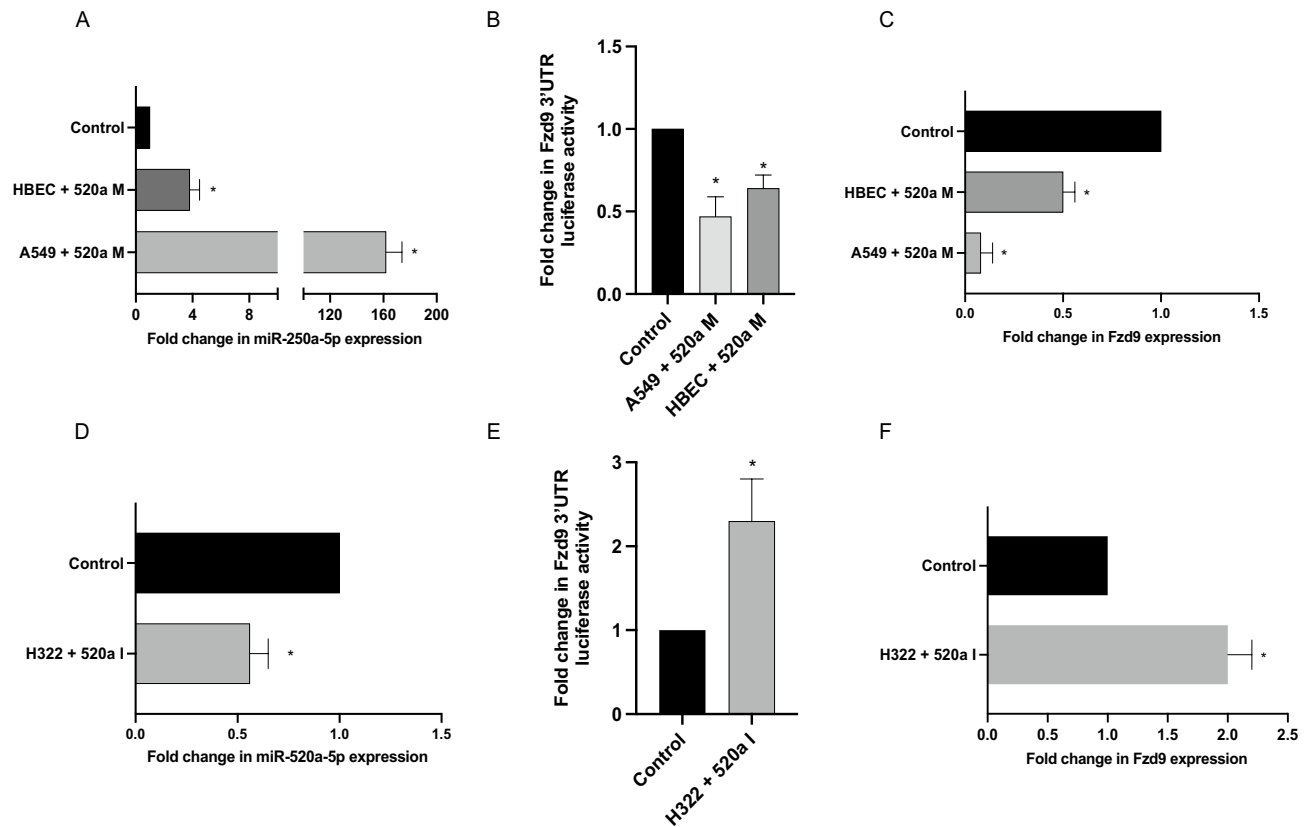 A
Control
HBEC + 520a M
*
A549 + 520a M
*
0 4 8 120 160 200
Fold change in miR-250a-5p expression
B
Fold change in Fzd9 3'UTR
luciferase activity
1.5
1.0
0.5
0.0
*
*
Control
A549 + 520a M
HBEC + 520a M
C
Control
HBEC + 520a M
*
A549 + 520a M
*
0.0 0.5 1.0 1.5
Fold change in Fzd9 expression
D
Control
H322 + 520a I
*
0.0 0.5 1.0 1.5
Fold change in miR-520a-5p expression
E
Fold change in Fzd9 3'UTR
luciferase activity
3
2
1
0
*
Control
H322 + 520a I
F
Control
H322 + 520a I
*
0.0 0.5 1.0 1.5 2.0 2.5
Fold change in Fzd9 expression